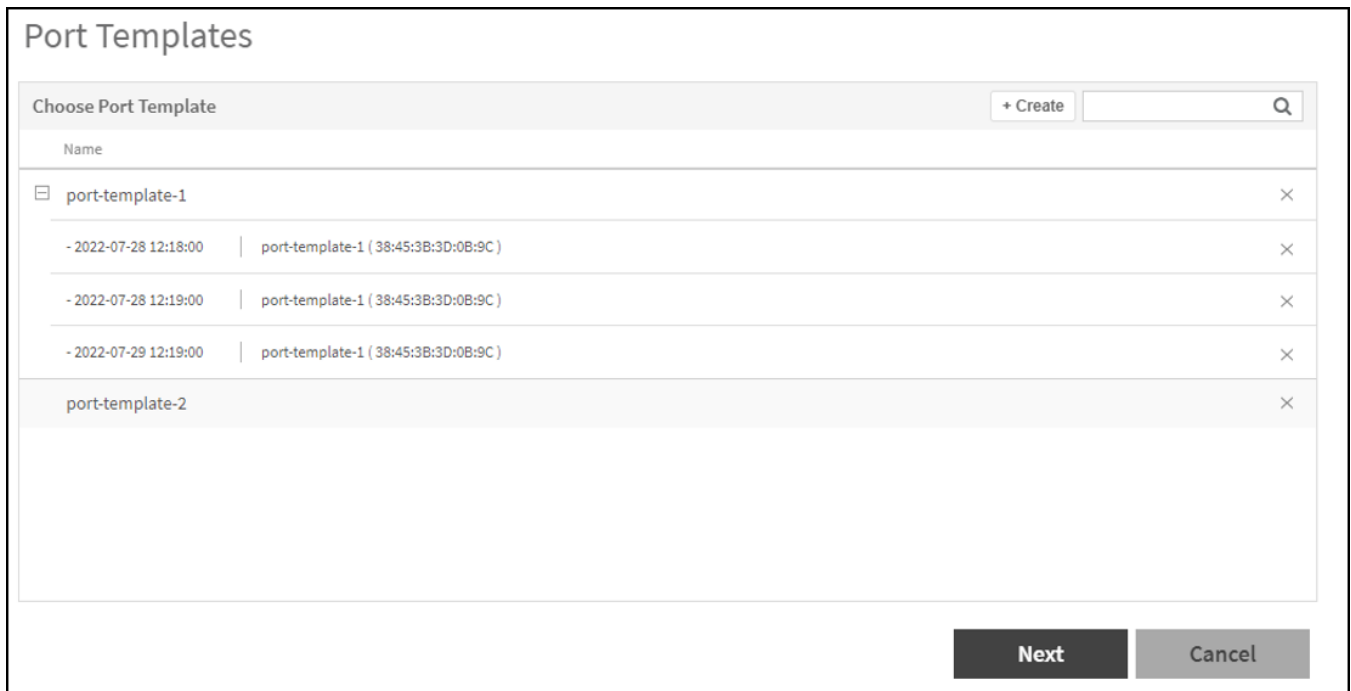 Port Templates
Choose Port Template + Create
Name
port-template-1
- 2022-07-28 12:18:00 port-template-1 ( 38:45:3B:3D:0B:9C )
- 2022-07-28 12:19:00 port-template-1 ( 38:45:3B:3D:0B:9C )
- 2022-07-29 12:19:00 port-template-1 ( 38:45:3B:3D:0B:9C )
port-template-2
Next Cancel